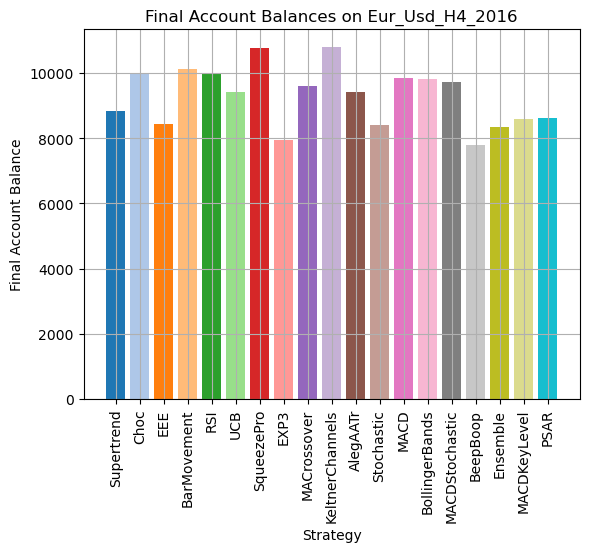 Final Account Balances on Eur_Usd_H4_2016
Final Account Balance
10000
8000
6000
4000
2000
0
Supertrend
Choc
EEE
BarMovement
RSI
UCB
SqueezePro
EXP3
MACrossover
KeltnerChannels
AlegAATr
Stochastic
MACD
BollingerBands
MACDStochastic
BeepBoop
Ensemble
MACDKeyLevel
PSAR
Strategy